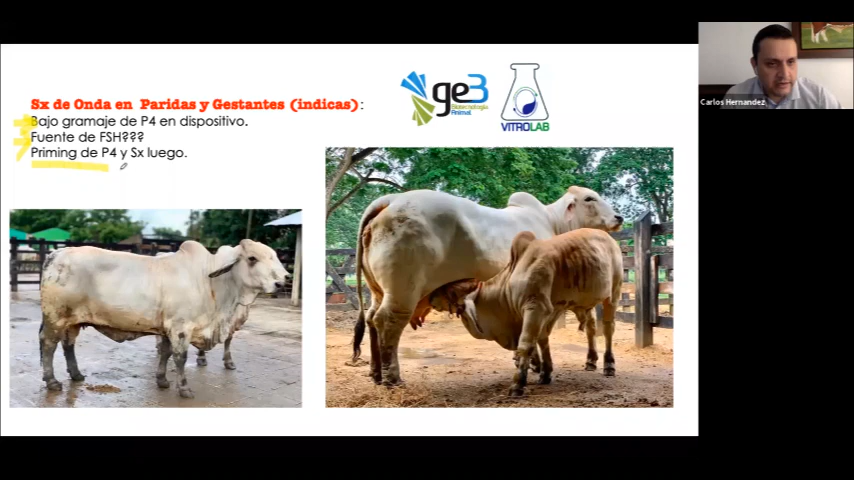 Sx de Onda en Paridas y Gestantes (indicas):
Bajo gramaje de P4 en dispositivo.
Fuente de FSH???
Priming de P4 y Sx luego.
ge3
Biotecnología
Animal
VITROLAB
Carlos Hernandez